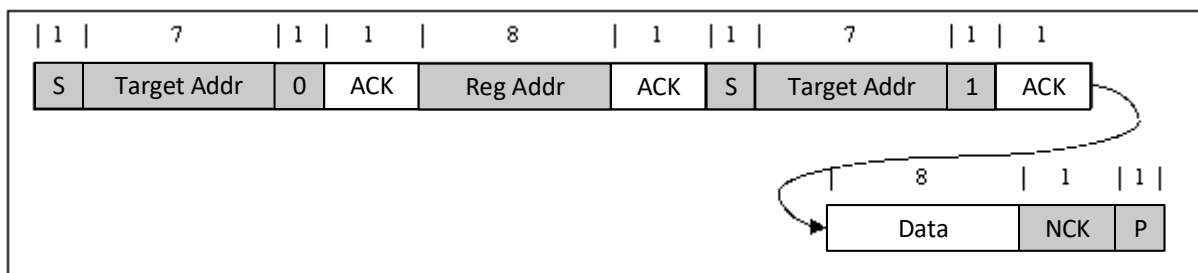 | 1 | 7 | 1 | 1 | 8 | 1 | 1 | 7 | 1 | 1
S Target Addr 0 ACK Reg Addr ACK S Target Addr 1 ACK
| 8 | 1 | 1 |
Data NCK P